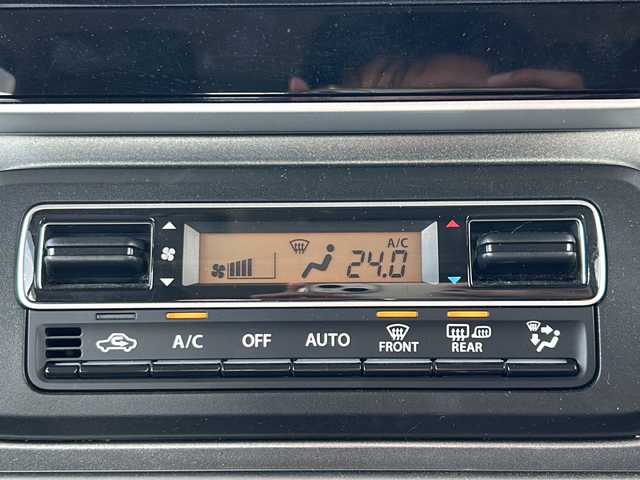 A/C
24.0
A/C OFF AUTO FRONT REAR